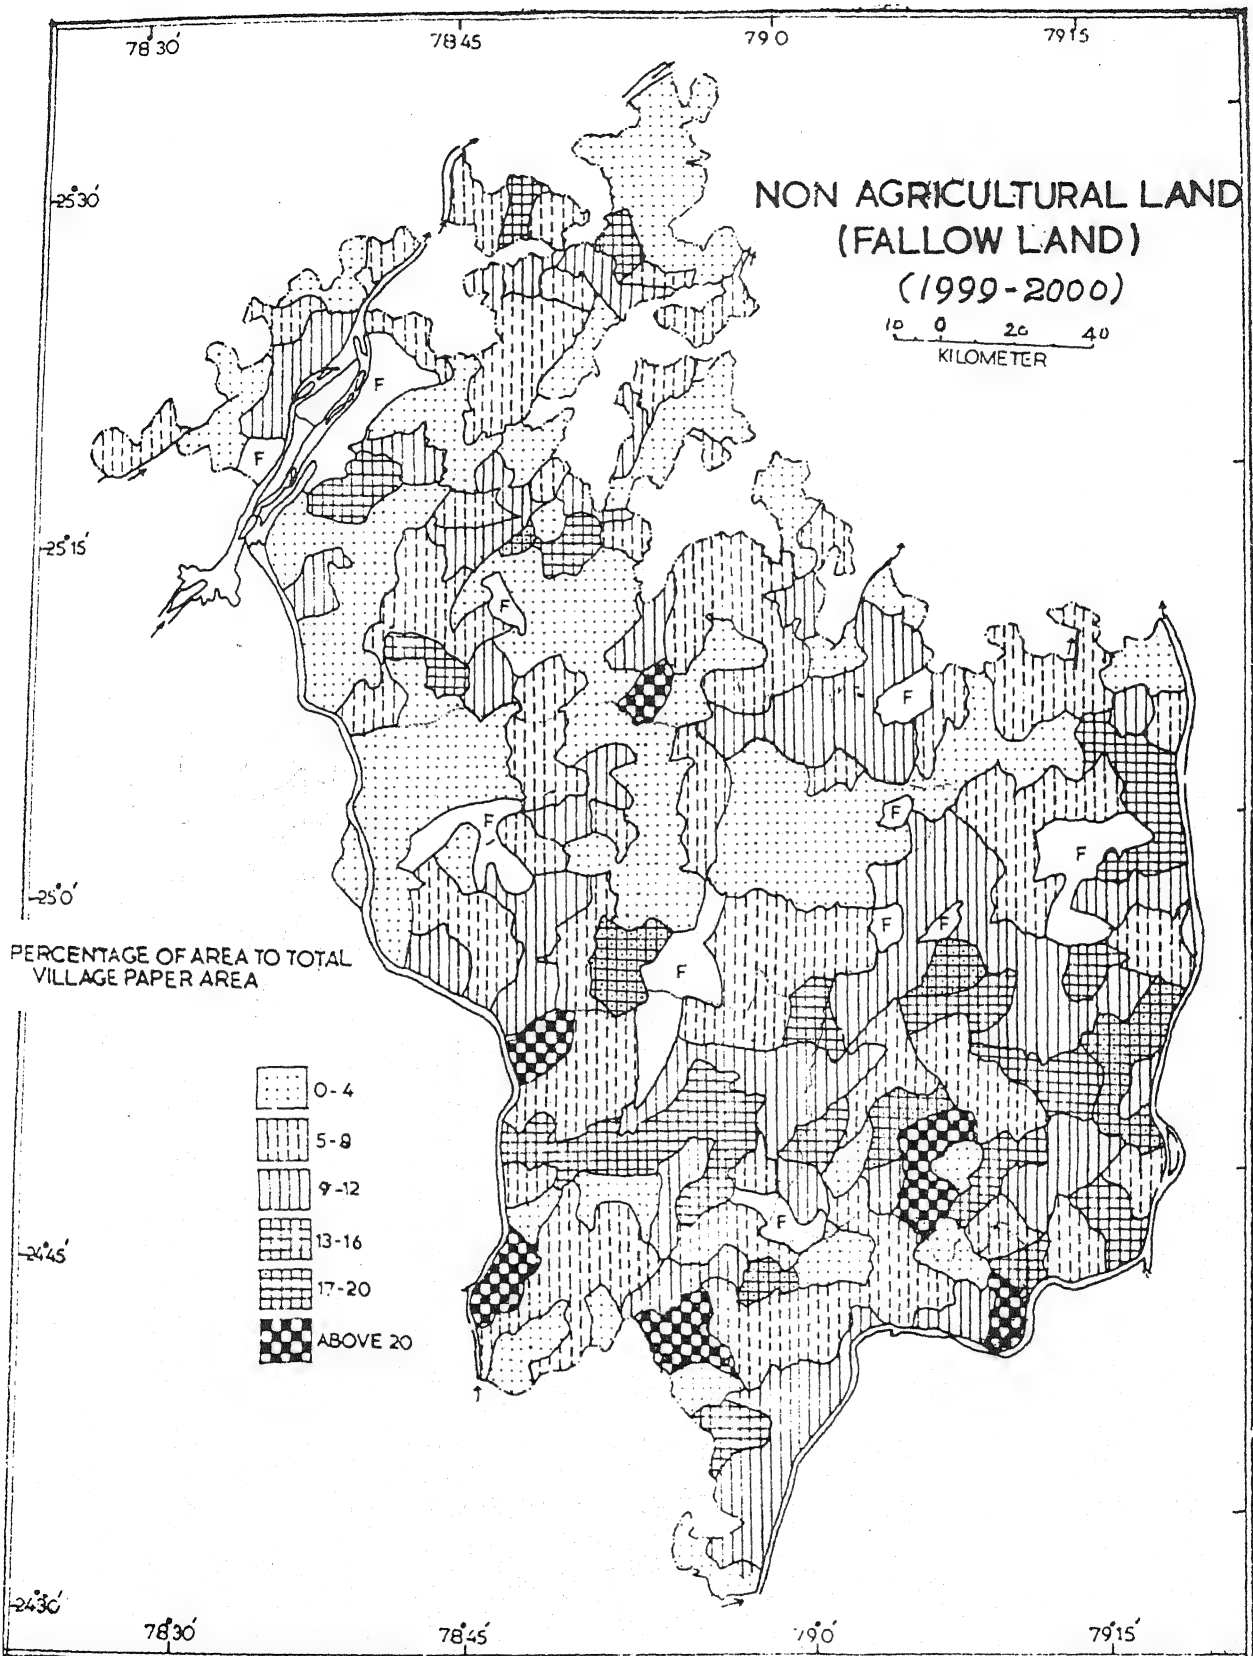 78°30'
78°45
79°0
79°15
25°30'
NON AGRICULTURAL LAND
(FALLOW LAND)
(1999-2000)
10 0 20 40
KILOMETER
F
F
25°15'
F
F
F
F
F
25°0'
F
F
F
PERCENTAGE OF AREA TO TOTAL
VILLAGE PAPER AREA
0-4
5-8
9-12
13-16
17-20
ABOVE 20
F
24°45'
24°30'
78°30'
78°45'
79°0'
79°15'